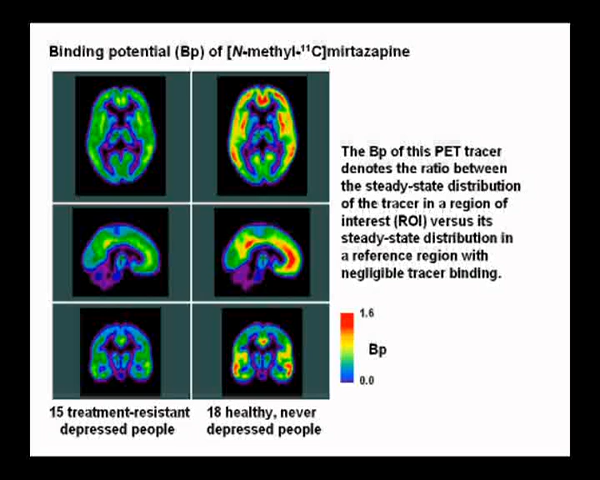 Binding potential (Bp) of [N-methyl-¹¹C]mirtazapine
The Bp of this PET tracer
denotes the ratio between
the steady-state distribution
of the tracer in a region of
interest (ROI) versus its
steady-state distribution in
a reference region with
negligible tracer binding.
1.6
Bp
0.0
15 treatment-resistant
depressed people
18 healthy, never
depressed people